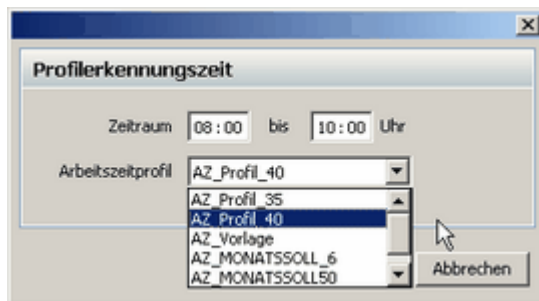 Profilerkennungszeit
Zeitraum 08:00 bis 10:00 Uhr
Arbeitszeitprofil AZ_Profil_40
AZ_Profil_35
AZ_Profil_40
AZ_Vorlage
AZ_MONATSSOLL_6
AZ_MONATSSOLL50
Abbrechen